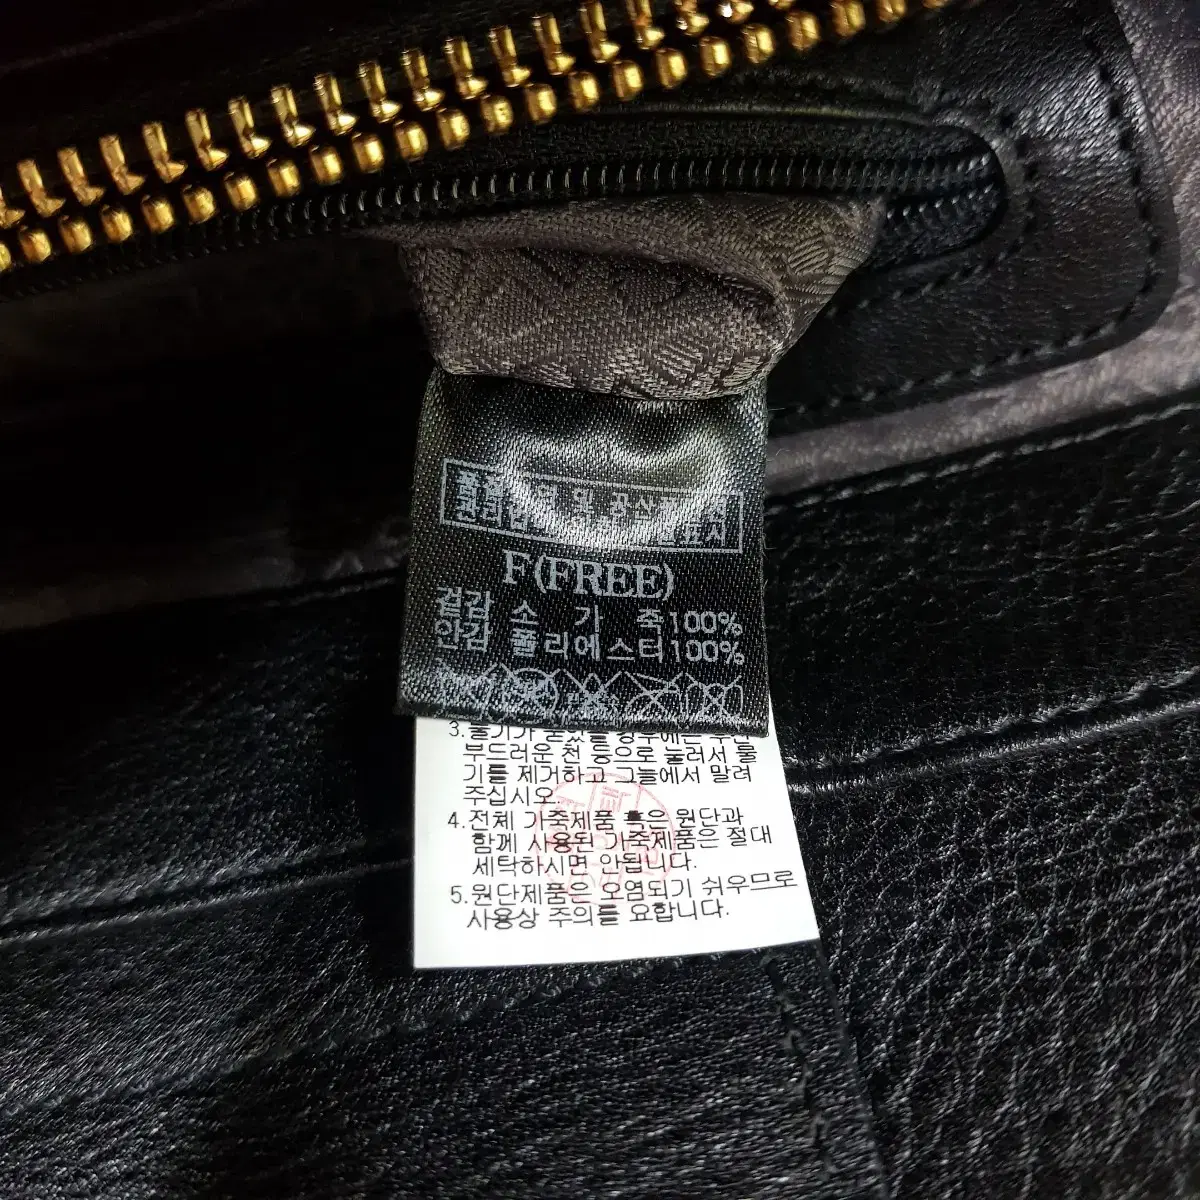 및 공산
F(FREE)
겉감 소 가 죽100%
안감 폴리에스터100%
3.물기가 묻었을 경우에는
부드러운 천 등으로 눌러서 물
기를 제거하고 그늘에서 말려
주십시오.
4.전체 가죽제품 혹은 원단과
함께 사용된 가죽제품은 절대
세탁하시면 안됩니다.
5.원단제품은 오염되기 쉬우므로
사용상 주의를 요합니다.